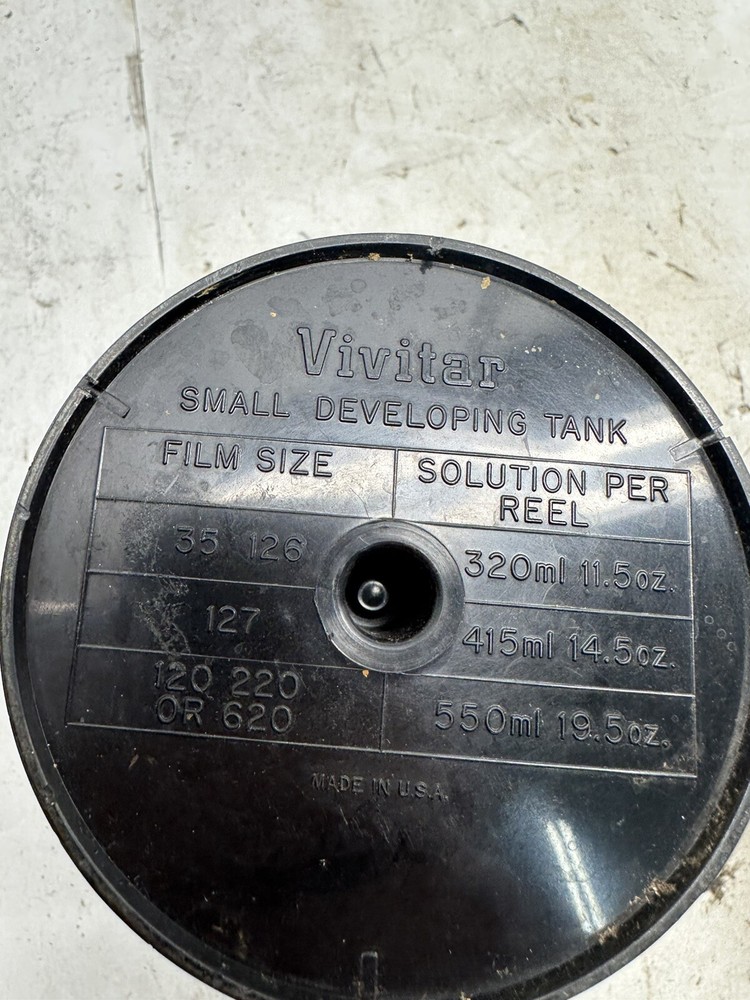 Vivitar
SMALL DEVELOPING TANK
FILM SIZE
SOLUTION PER
REEL
35 126
320ml 11.5oz.
127
415ml 14.5oz.
120 220
OR 620
550ml 19.5oz.
MADE IN U.S.A.